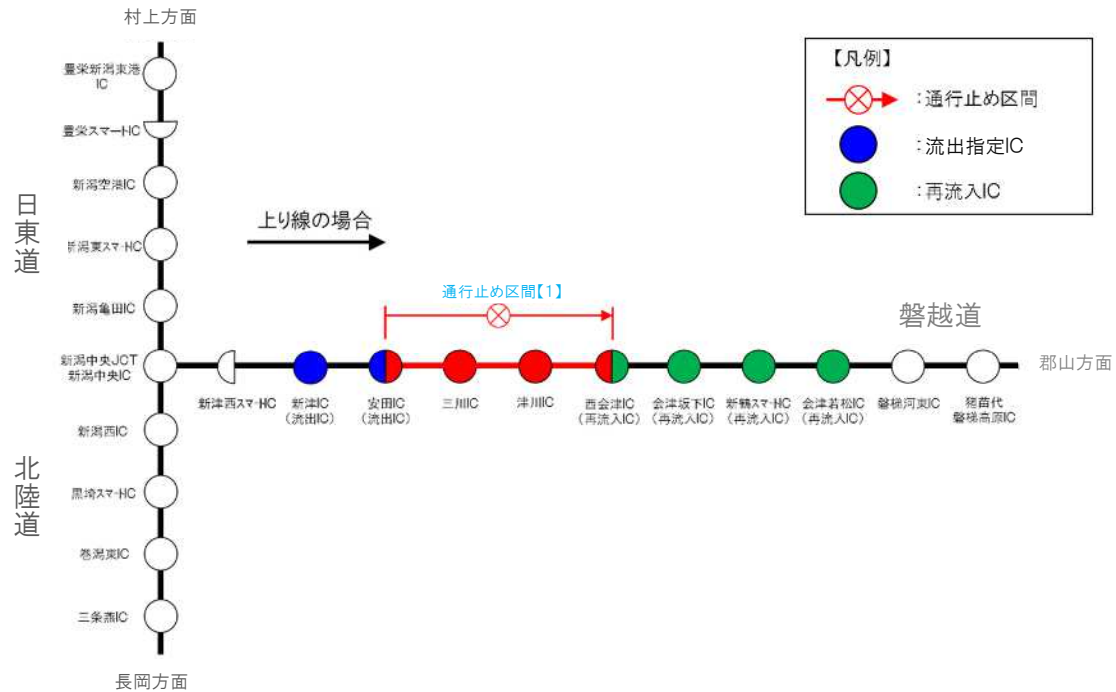 村上方面
豊栄新潟東港
IC
豊栄スマートIC
新潟空港IC
新潟東スマートIC
新潟亀田IC
新潟中央JCT
新潟中央IC
新潟西IC
黒埼スマートIC
巻潟東IC
三条燕IC
長岡方面
日東道
北陸道
上り線の場合
通行止め区間【1】
磐越道
郡山方面
新津西スマートIC
新津IC
(流出IC)
安田IC
(流出IC)
三川IC
津川IC
西会津IC
(再流入IC)
会津坂下IC
(再流入IC)
新鶴スマートIC
(再流入IC)
会津若松IC
(再流入IC)
磐梯河東IC
猪苗代
磐梯高原IC
【凡例】
:通行止め区間
:流出指定IC
:再流入IC